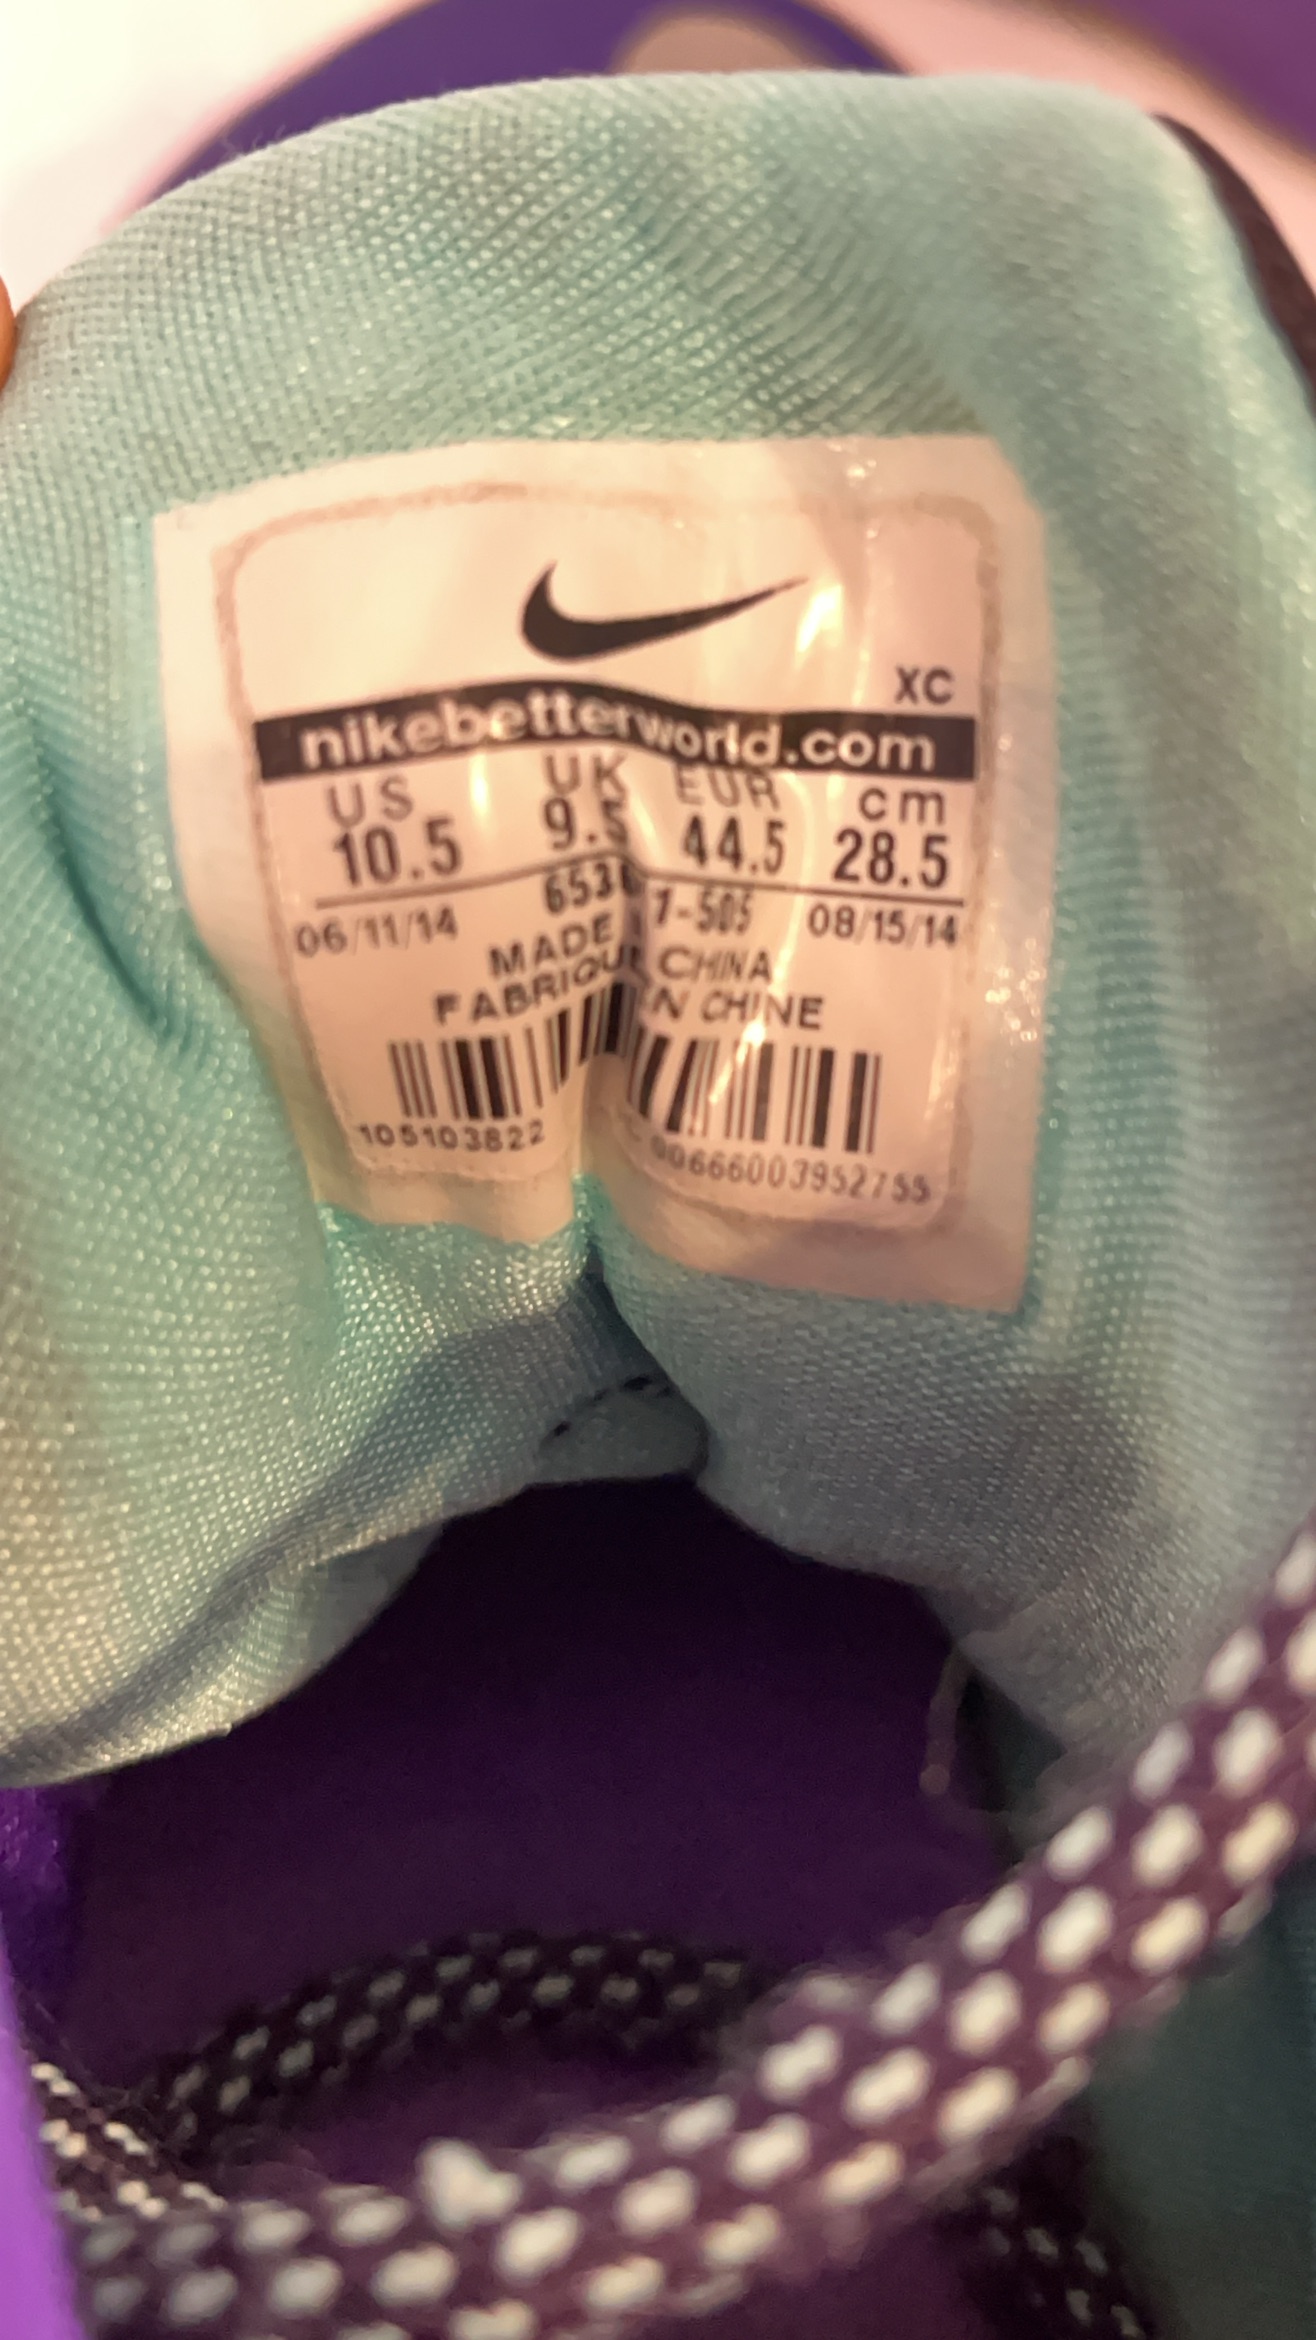 XC
nikebetterworld.com
US UK EUR cm
10.5 9.5 44.5 28.5
06/11/14 08/15/14
MADE CHINA
FABRIQUE EN CHINE
105103822